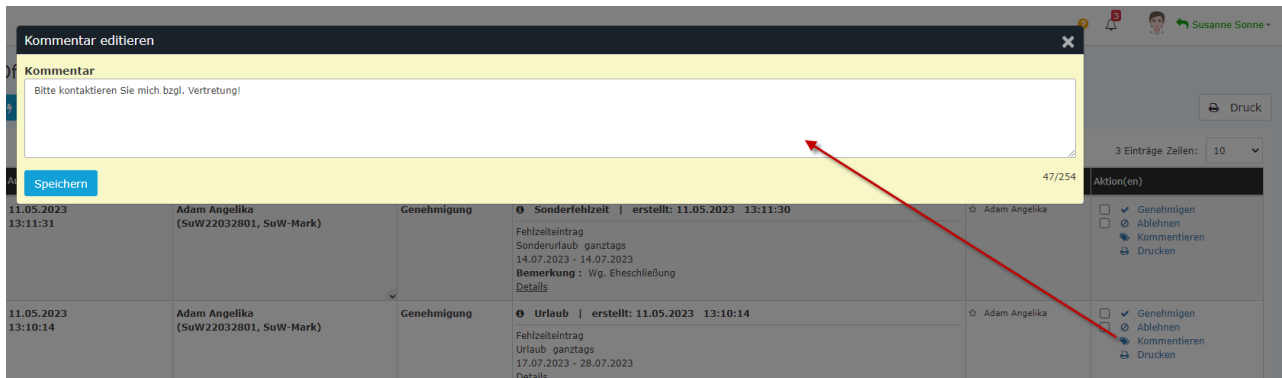 3
Susanne Sonne
Kommentar editieren
Kommentar
Bitte kontaktieren Sie mich bzgl. Vertretung!
Druck
3 Einträge Zeilen: 10
47/254
Speichern
Aktion(en)
11.05.2023
13:11:31
Adam Angelika
(SuW22032801, SuW-Mark)
Genehmigung
Sonderfehlzeit | erstellt: 11.05.2023 13:11:30
Fehlzeiteintrag
Sonderurlaub ganztags
14.07.2023 - 14.07.2023
Bemerkung : Wg. Eheschließung
Details
Adam Angelika
Genehmigen
Ablehnen
Kommentieren
Drucken
11.05.2023
13:10:14
Adam Angelika
(SuW22032801, SuW-Mark)
Genehmigung
Urlaub | erstellt: 11.05.2023 13:10:14
Fehlzeiteintrag
Urlaub ganztags
17.07.2023 - 28.07.2023
Details
Adam Angelika
Genehmigen
Ablehnen
Kommentieren
Drucken